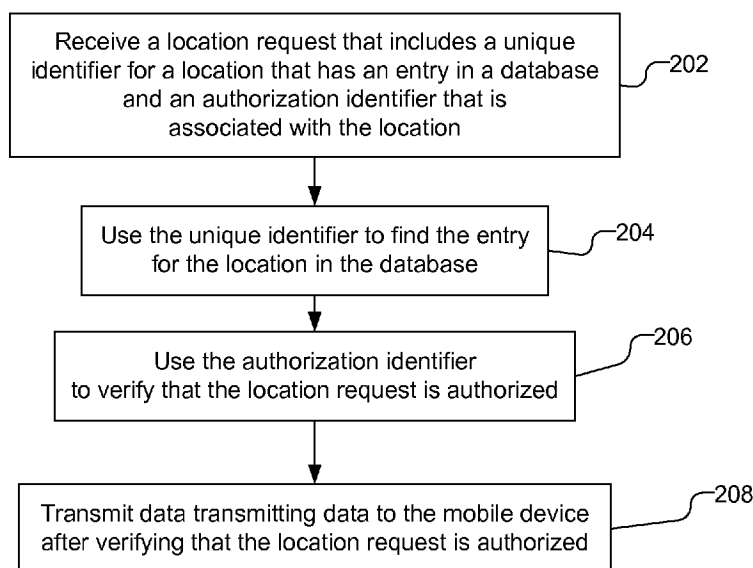 Receive a location request that includes a unique
identifier for a location that has an entry in a database
and an authorization identifier that is
associated with the location
202
Use the unique identifier to find the entry
for the location in the database
204
Use the authorization identifier
to verify that the location request is authorized
206
Transmit data transmitting data to the mobile device
after verifying that the location request is authorized
208